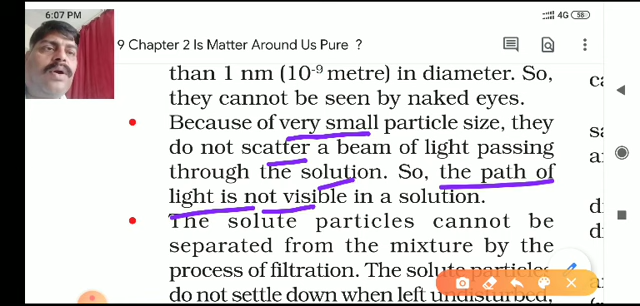 6:07 PM
4G 58
9 Chapter 2 Is Matter Around Us Pure ?
than 1 nm (10⁻⁹ metre) in diameter. So,
they cannot be seen by naked eyes.
• Because of very small particle size, they
do not scatter a beam of light passing
through the solution. So, the path of
light is not visible in a solution.
• The solute particles cannot be
separated from the mixture by the
process of filtration. The solute particles
do not settle down when left undisturbed,